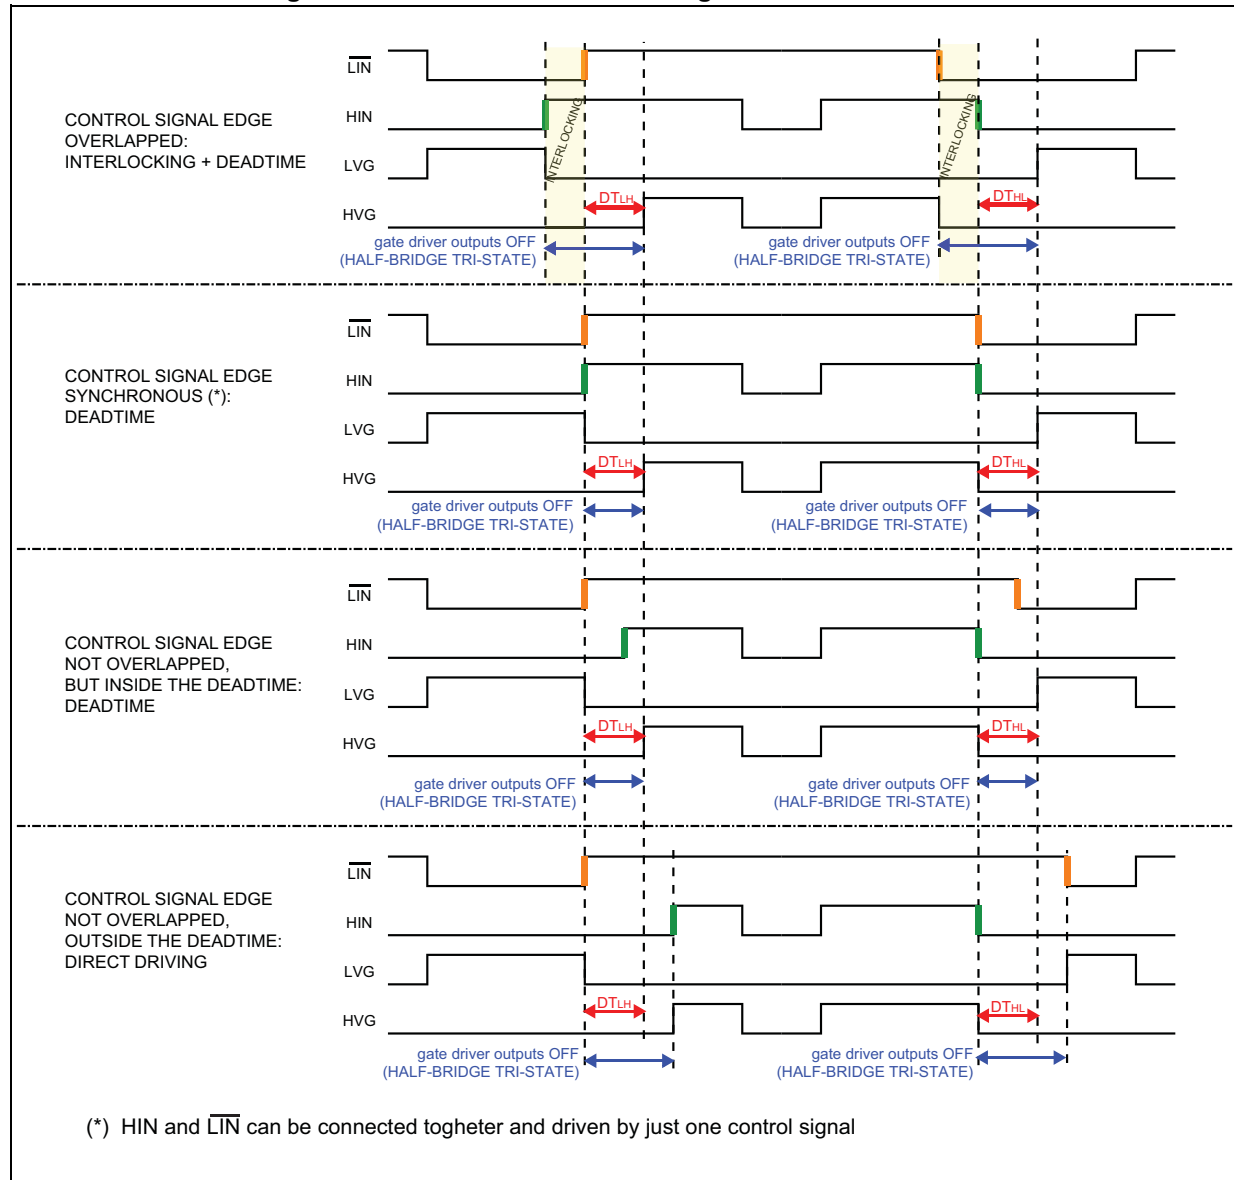 LIN
HIN
CONTROL SIGNAL EDGE
OVERLAPPED:
INTERLOCKING + DEADTIME
LVG
HVG
INTERLOCKING
INTERLOCKING
DTLH
DTHL
gate driver outputs OFF
(HALF-BRIDGE TRI-STATE)
gate driver outputs OFF
(HALF-BRIDGE TRI-STATE)
LIN
HIN
CONTROL SIGNAL EDGE
SYNCHRONOUS (*):
DEADTIME
LVG
HVG
DTLH
DTHL
gate driver outputs OFF
(HALF-BRIDGE TRI-STATE)
gate driver outputs OFF
(HALF-BRIDGE TRI-STATE)
LIN
HIN
CONTROL SIGNAL EDGE
NOT OVERLAPPED,
BUT INSIDE THE DEADTIME:
DEADTIME
LVG
HVG
DTLH
DTHL
gate driver outputs OFF
(HALF-BRIDGE TRI-STATE)
gate driver outputs OFF
(HALF-BRIDGE TRI-STATE)
LIN
HIN
CONTROL SIGNAL EDGE
NOT OVERLAPPED,
OUTSIDE THE DEADTIME:
DIRECT DRIVING
LVG
HVG
DTLH
DTHL
gate driver outputs OFF
(HALF-BRIDGE TRI-STATE)
gate driver outputs OFF
(HALF-BRIDGE TRI-STATE)
(*) HIN and LIN can be connected togheter and driven by just one control signal